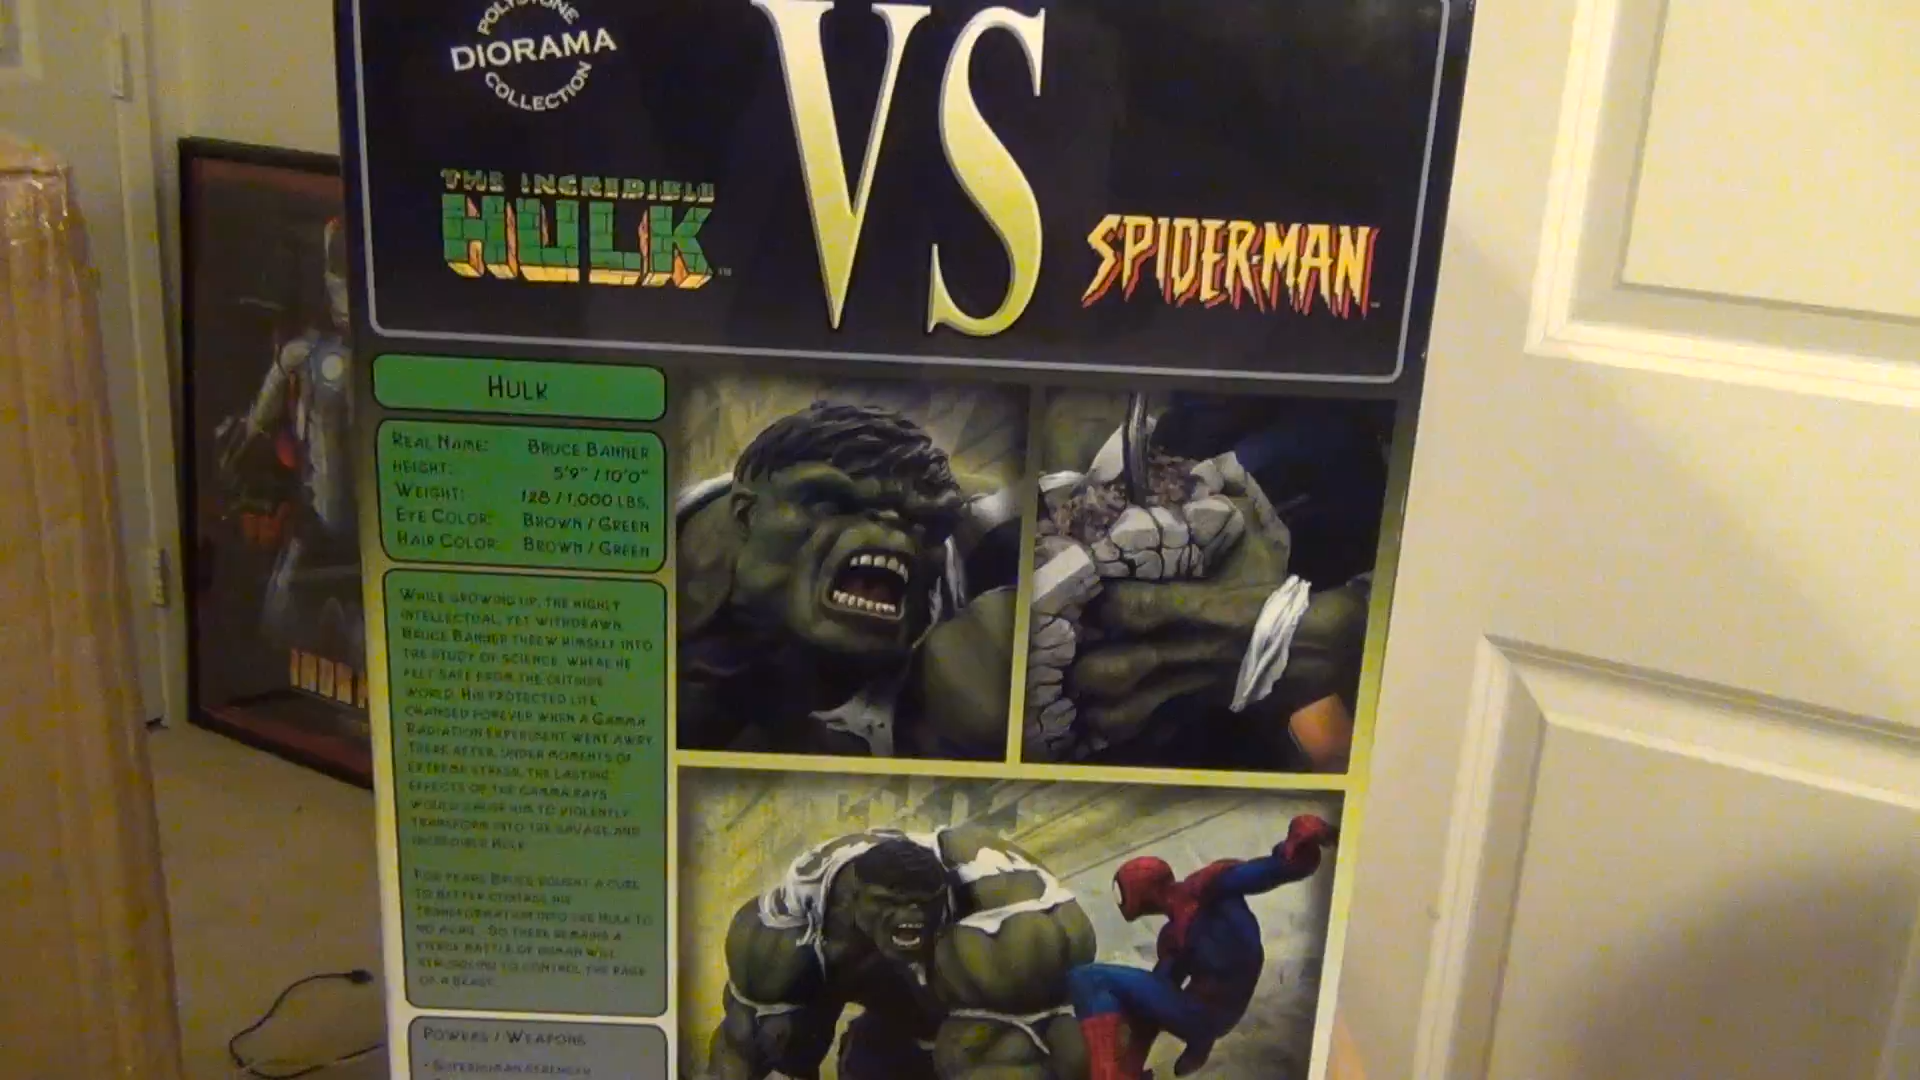 POLYSTONE
DIORAMA
COLLECTION
VS
THE INCREDIBLE
HULK
TM
SPIDER-MAN
HULK
REAL NAME: BRUCE BANNER
HEIGHT: 5'9" / 10'0"
WEIGHT: 128 / 1,000 LBS.
EYE COLOR: BROWN / GREEN
HAIR COLOR: BROWN / GREEN
WHILE GROWING UP, THE HIGHLY
INTELLECTUAL, YET WITHDRAWN
BRUCE BANNER THREW HIMSELF INTO
THE STUDY OF SCIENCE, WHERE HE
FELT SAFE FROM THE OUTSIDE
WORLD. HIS PROTECTED LIFE
CHANGED FOREVER WHEN A GAMMA
RADIATION EXPERIMENT WENT AWRY.
THERE AFTER, UNDER MOMENTS OF
EXTREME STRESS, THE LASTING
EFFECTS OF THE GAMMA RAYS
WOULD CAUSE HIM TO VIOLENTLY
TRANSFORM INTO THE SAVAGE AND
INCREDIBLE HULK.
FOR YEARS BRUCE SOUGHT A CURE
TO BETTER CONTROL HIS
TRANSFORMATION INTO THE HULK TO
NO AVAIL. SO THERE REMAINS A
FIERCE BATTLE OF HUMAN WILL
STRUGGLING TO CONTROL THE RAGE
OF A BEAST.
POWERS / WEAPONS
• SUPERHUMAN STRENGTH